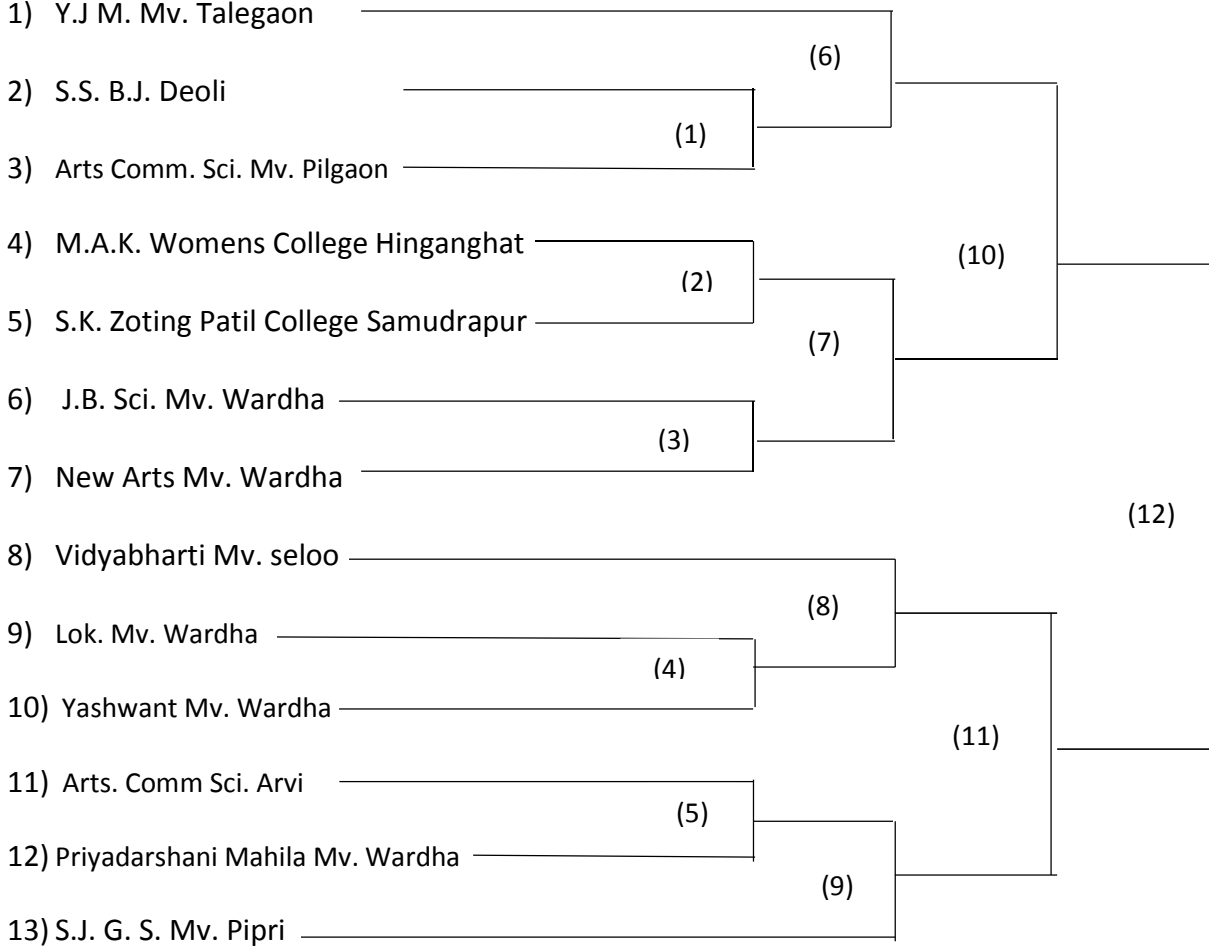 1) Y.J M. Mv. Talegaon
(6)
2) S.S. B.J. Deoli
(1)
3) Arts Comm. Sci. Mv. Pilgaon
4) M.A.K. Womens College Hinganghat
(10)
(2)
5) S.K. Zoting Patil College Samudrapur
(7)
6) J.B. Sci. Mv. Wardha
(3)
7) New Arts Mv. Wardha
(12)
8) Vidyabharti Mv. seloo
(8)
9) Lok. Mv. Wardha
(4)
10) Yashwant Mv. Wardha
(11)
11) Arts. Comm Sci. Arvi
(5)
12) Priyadarshani Mahila Mv. Wardha
(9)
13) S.J. G. S. Mv. Pipri